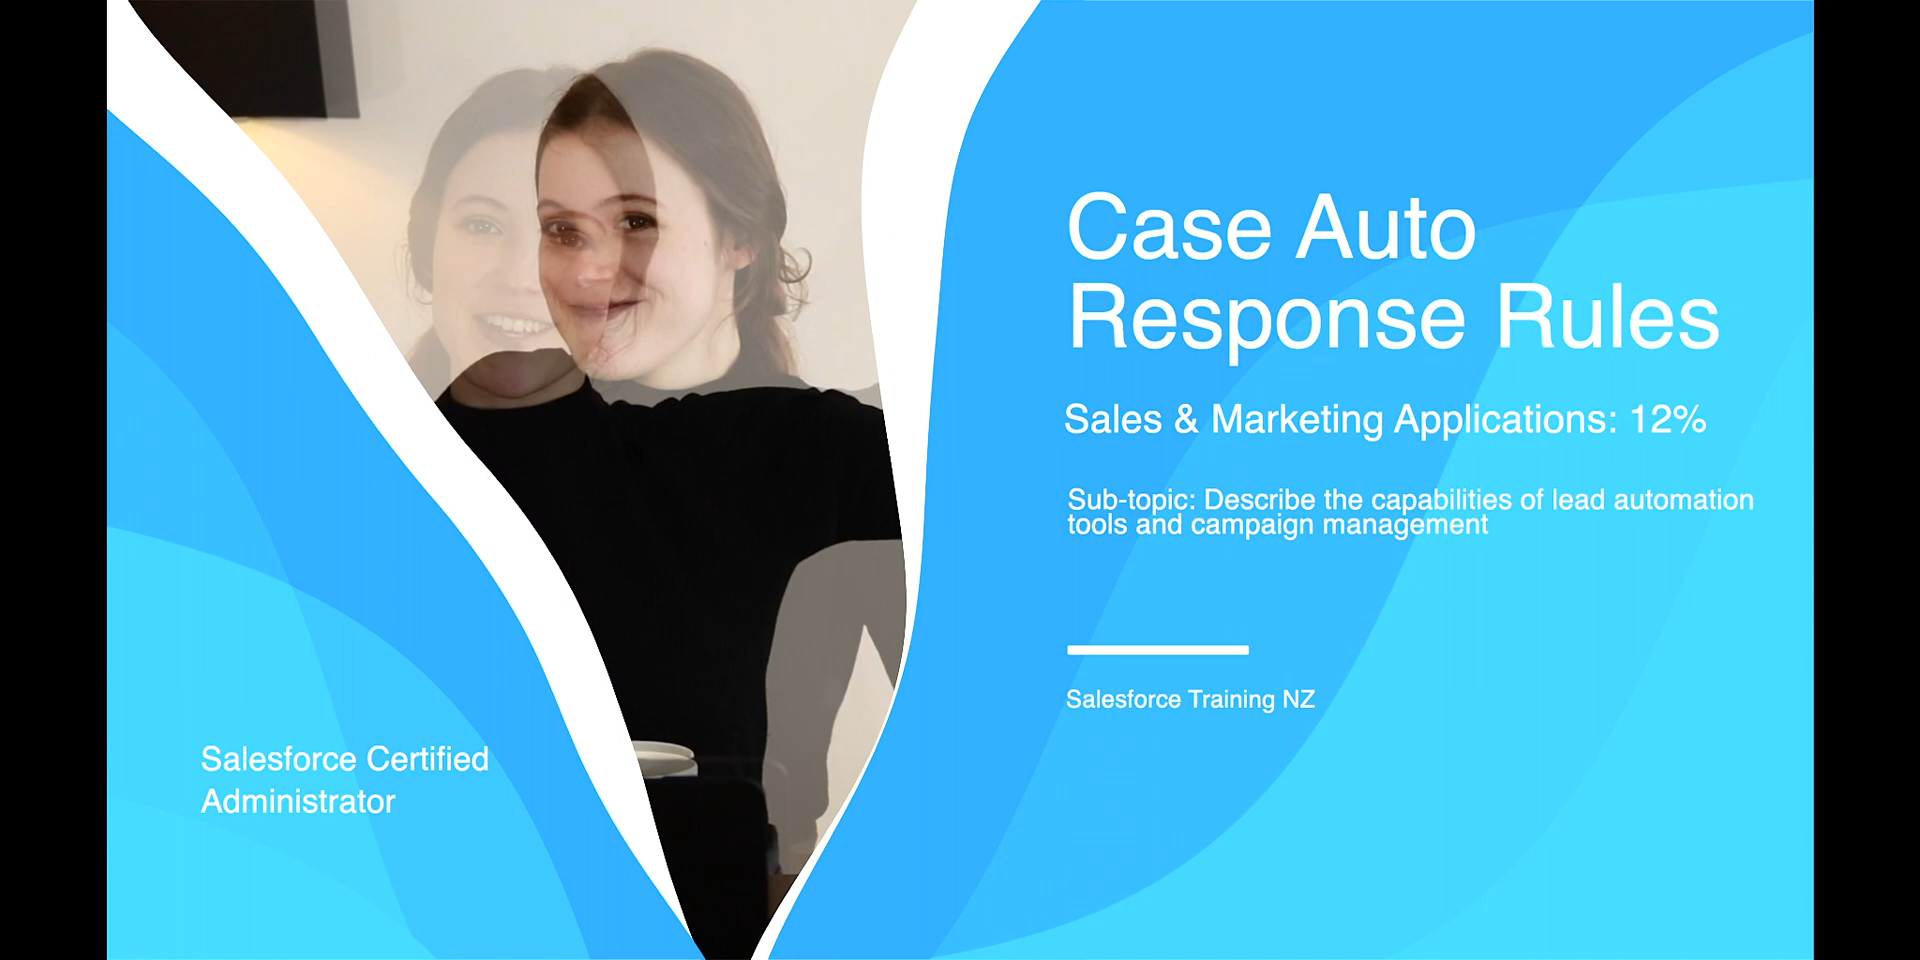 Case Auto
Response Rules
Sales & Marketing Applications: 12%
Sub-topic: Describe the capabilities of lead automation
tools and campaign management
Salesforce Training NZ
Salesforce Certified
Administrator